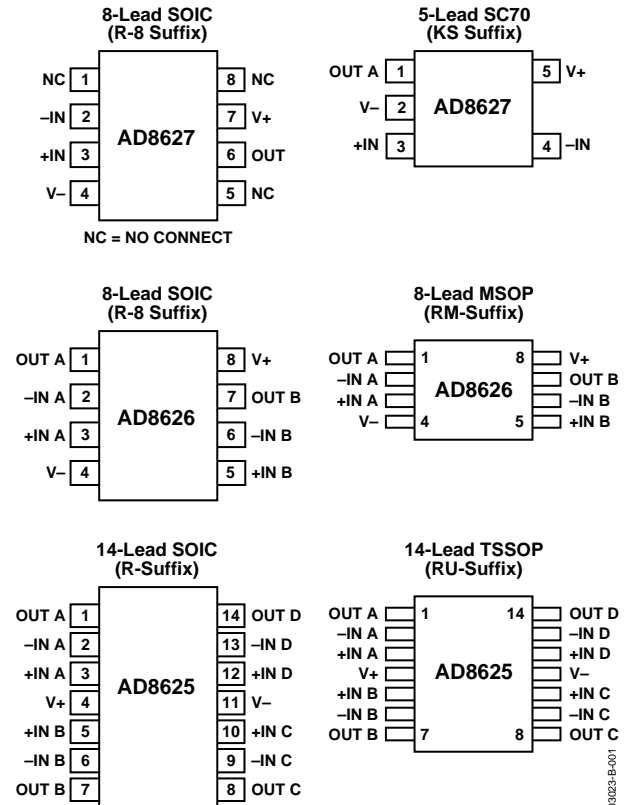 8-Lead SOIC
(R-8 Suffix)
NC 1 8 NC
–IN 2 7 V+
AD8627
+IN 3 6 OUT
V– 4 5 NC
NC = NO CONNECT
5-Lead SC70
(KS Suffix)
OUT A 1 5 V+
V– 2 AD8627
+IN 3 4 –IN
8-Lead SOIC
(R-8 Suffix)
OUT A 1 8 V+
–IN A 2 7 OUT B
AD8626
+IN A 3 6 –IN B
V– 4 5 +IN B
8-Lead MSOP
(RM-Suffix)
OUT A 1 8 V+
–IN A OUT B
AD8626
+IN A –IN B
V– 4 5 +IN B
14-Lead SOIC
(R-Suffix)
OUT A 1 14 OUT D
–IN A 2 13 –IN D
+IN A 3 12 +IN D
AD8625
V+ 4 11 V–
+IN B 5 10 +IN C
–IN B 6 9 –IN C
OUT B 7 8 OUT C
14-Lead TSSOP
(RU-Suffix)
OUT A 1 14 OUT D
–IN A –IN D
+IN A +IN D
V+ AD8625 V–
+IN B +IN C
–IN B –IN C
OUT B 7 8 OUT C
03023-B-001